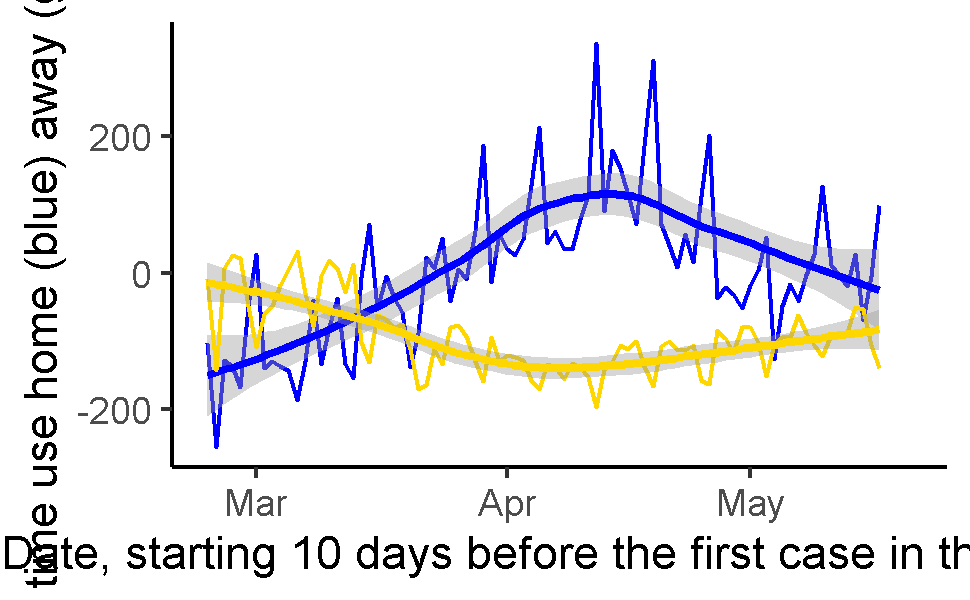 time use home (blue) away (
200
0
-200
Mar Apr May
Date, starting 10 days before the first case in th